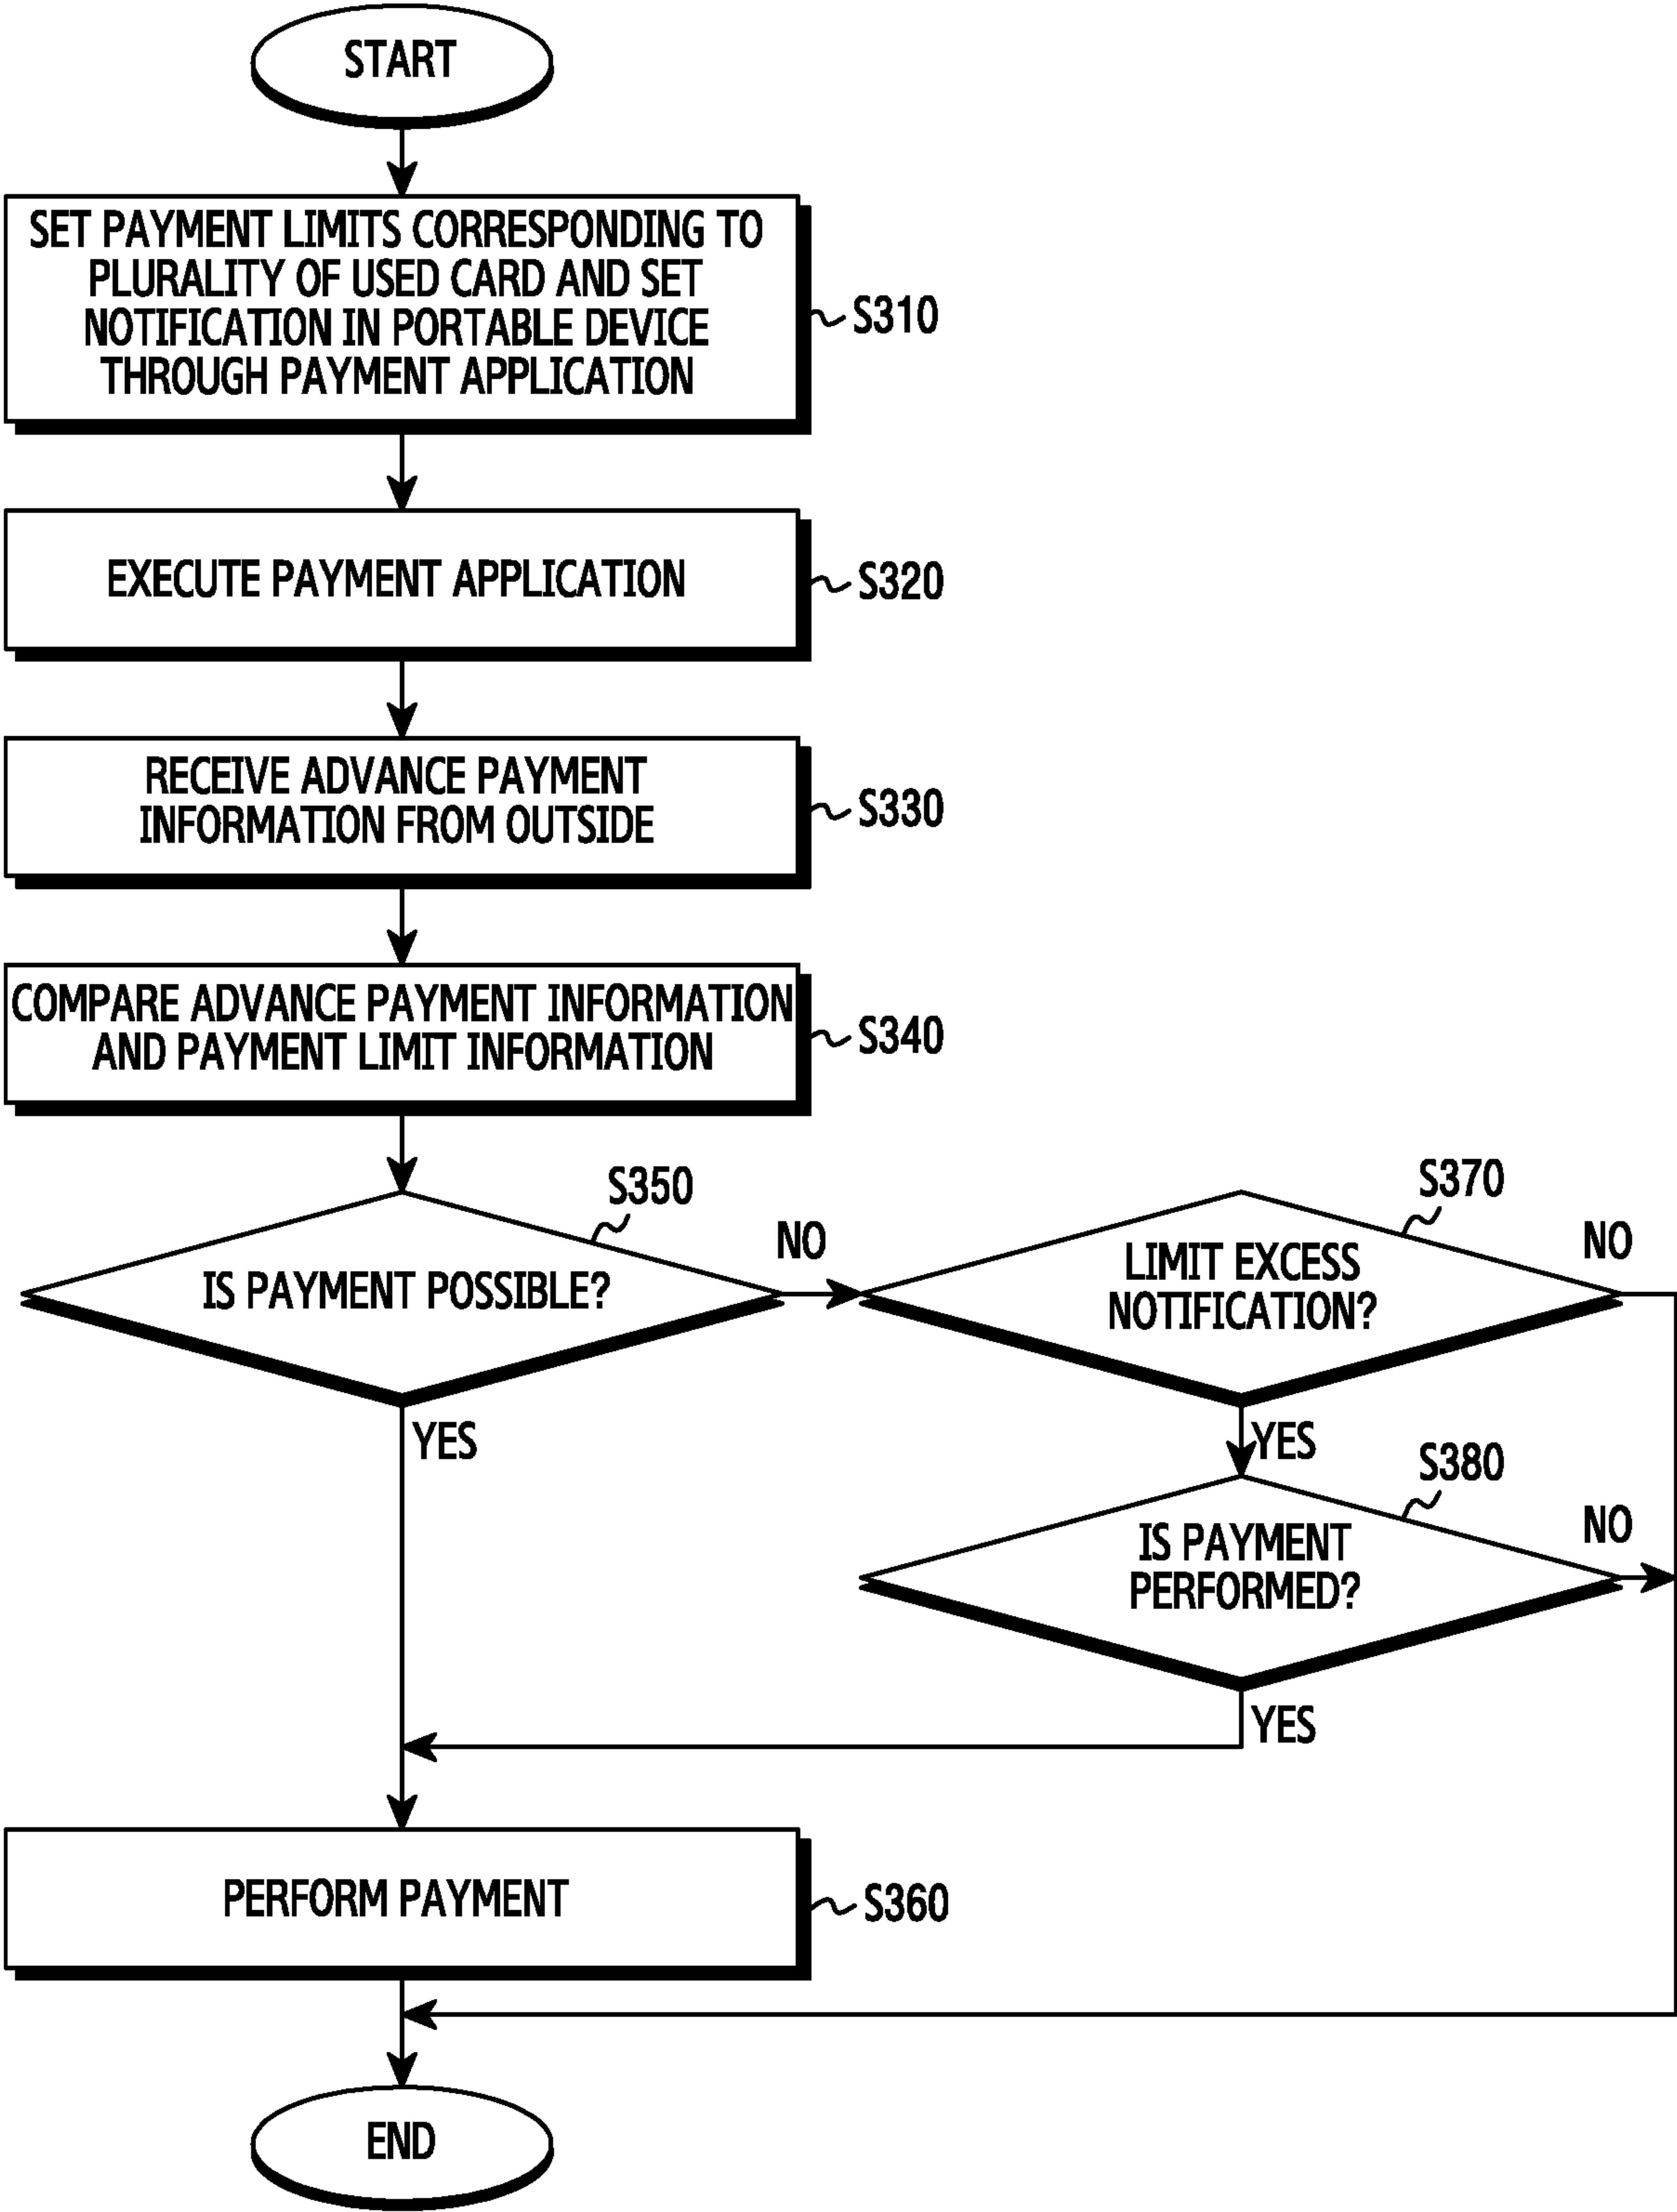 START
SET PAYMENT LIMITS CORRESPONDING TO
PLURALITY OF USED CARD AND SET
NOTIFICATION IN PORTABLE DEVICE
THROUGH PAYMENT APPLICATION
S310
EXECUTE PAYMENT APPLICATION
S320
RECEIVE ADVANCE PAYMENT
INFORMATION FROM OUTSIDE
S330
COMPARE ADVANCE PAYMENT INFORMATION
AND PAYMENT LIMIT INFORMATION
S340
S350
IS PAYMENT POSSIBLE?
NO
YES
S370
LIMIT EXCESS
NOTIFICATION?
NO
YES
S380
IS PAYMENT
PERFORMED?
NO
YES
PERFORM PAYMENT
S360
END